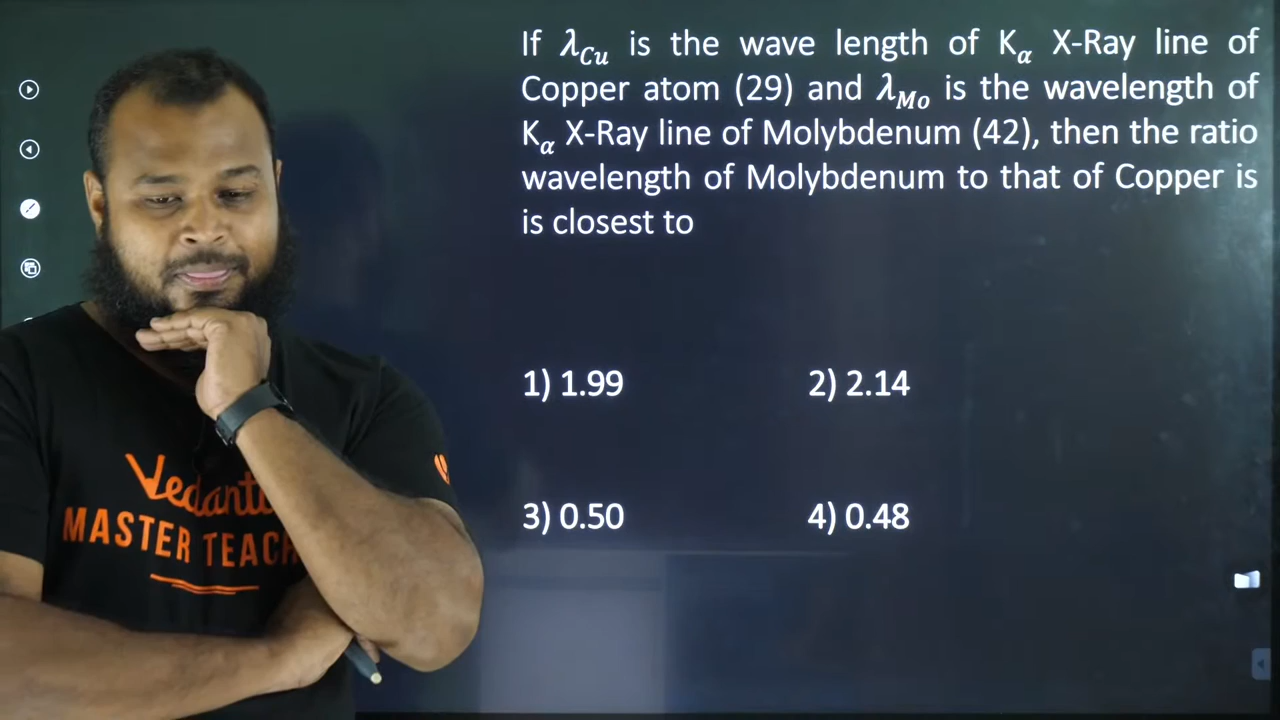 If λ_Cu is the wave length of K_α X-Ray line of
Copper atom (29) and λ_Mo is the wavelength of
K_α X-Ray line of Molybdenum (42), then the ratio
wavelength of Molybdenum to that of Copper is
is closest to
1) 1.99 2) 2.14
3) 0.50 4) 0.48
MASTER